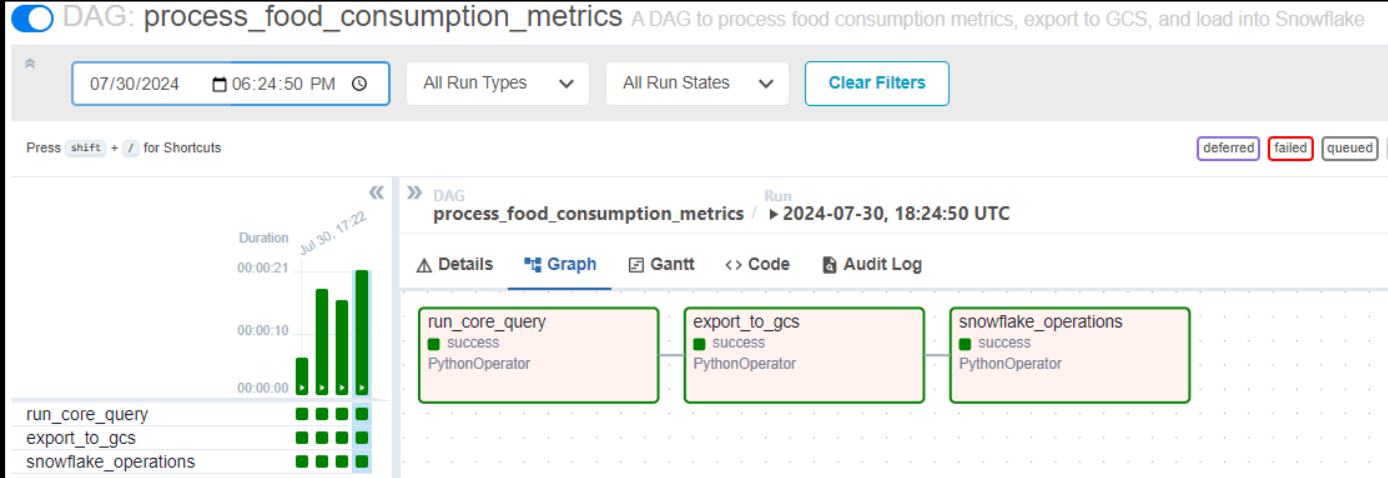 DAG: process_food_consumption_metrics A DAG to process food consumption metrics, export to GCS, and load into Snowflake
07/30/2024 06:24:50 PM All Run Types All Run States Clear Filters
Press shift + / for Shortcuts
deferred failed queued
DAG Run
process_food_consumption_metrics / 2024-07-30, 18:24:50 UTC
Jul 30, 17:22
Duration
00:00:21
00:00:10
00:00:00
Details Graph Gantt <> Code Audit Log
run_core_query
success
PythonOperator
export_to_gcs
success
PythonOperator
snowflake_operations
success
PythonOperator
run_core_query
export_to_gcs
snowflake_operations